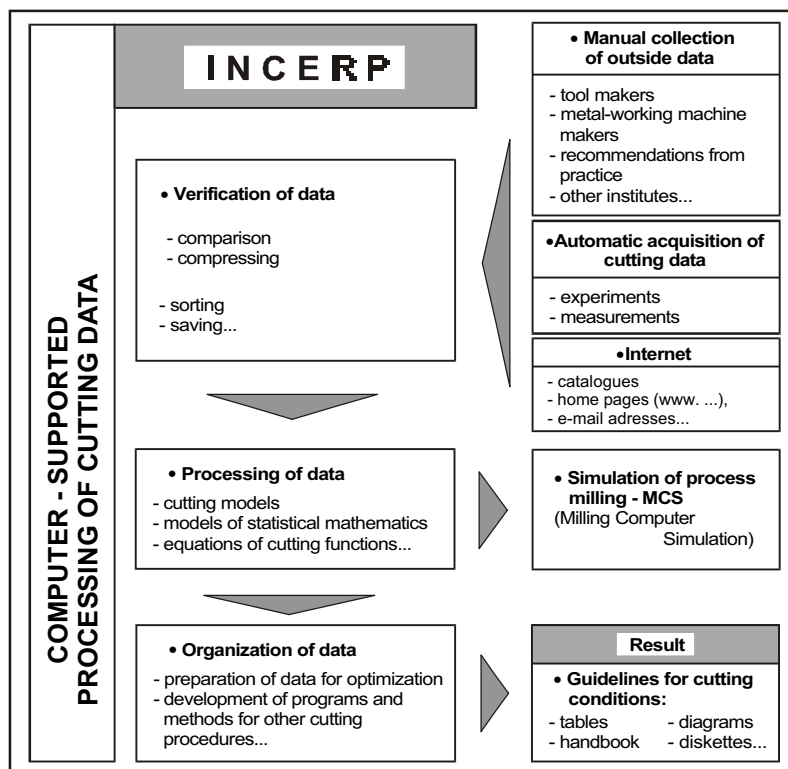 COMPUTER - SUPPORTED
PROCESSING OF CUTTING DATA
INCERP
• Manual collection
of outside data
- tool makers
- metal-working machine
makers
- recommendations from
practice
- other institutes...
• Verification of data
- comparison
- compressing
- sorting
- saving...
•Automatic acquisition of
cutting data
- experiments
- measurements
•Internet
- catalogues
- home pages (www. ...),
- e-mail adresses...
• Processing of data
- cutting models
- models of statistical mathematics
- equations of cutting functions...
• Simulation of process
milling - MCS
(Milling Computer
Simulation)
• Organization of data
- preparation of data for optimization
- development of programs and
methods for other cutting
procedures...
Result
• Guidelines for cutting
conditions:
- tables - diagrams
- handbook - diskettes...